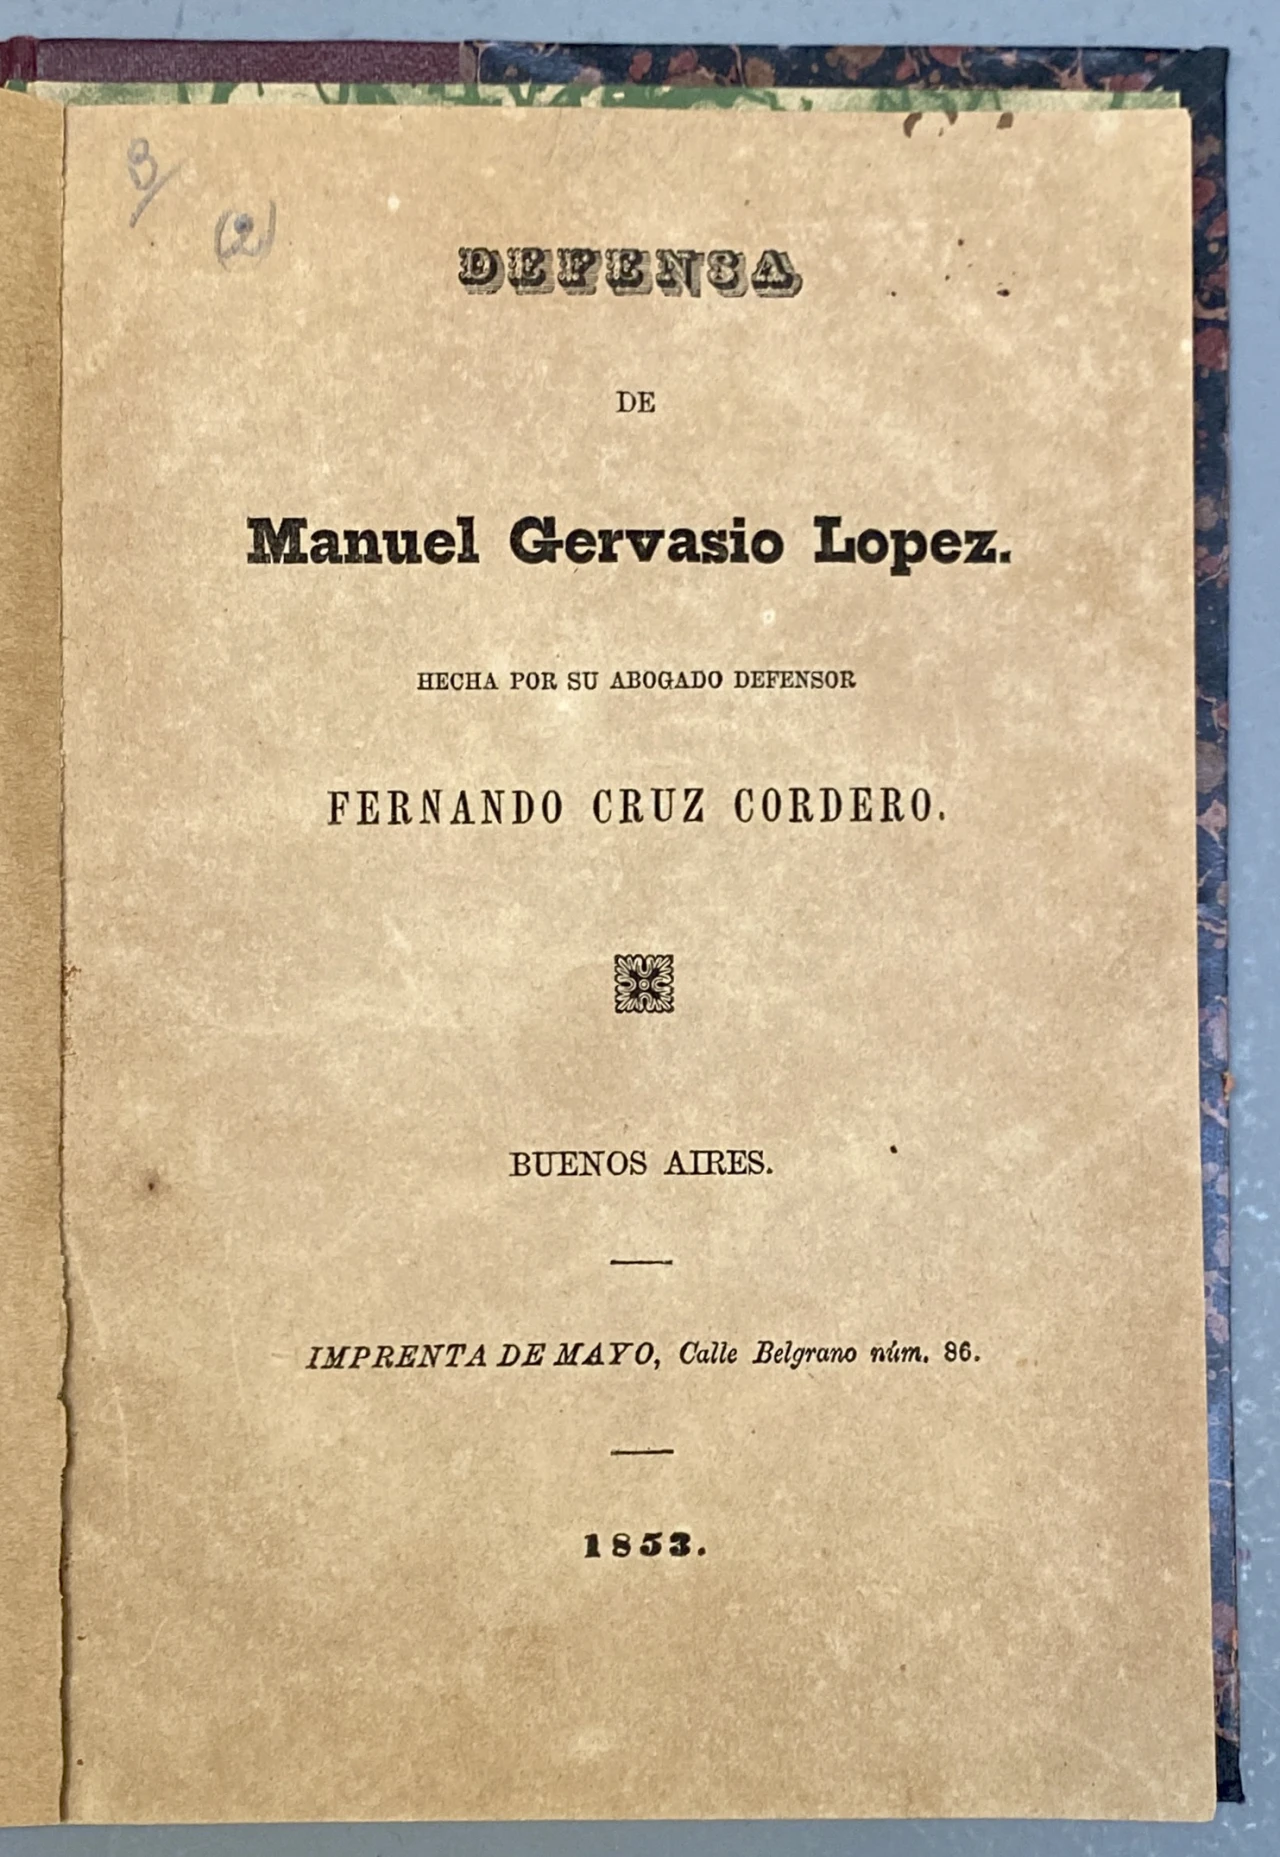 B/
(2)
DEFENSA
DE
Manuel Gervasio Lopez.
HECHA POR SU ABOGADO DEFENSOR
FERNANDO CRUZ CORDERO.
BUENOS AIRES.
IMPRENTA DE MAYO, Calle Belgrano núm. 86.
1853.